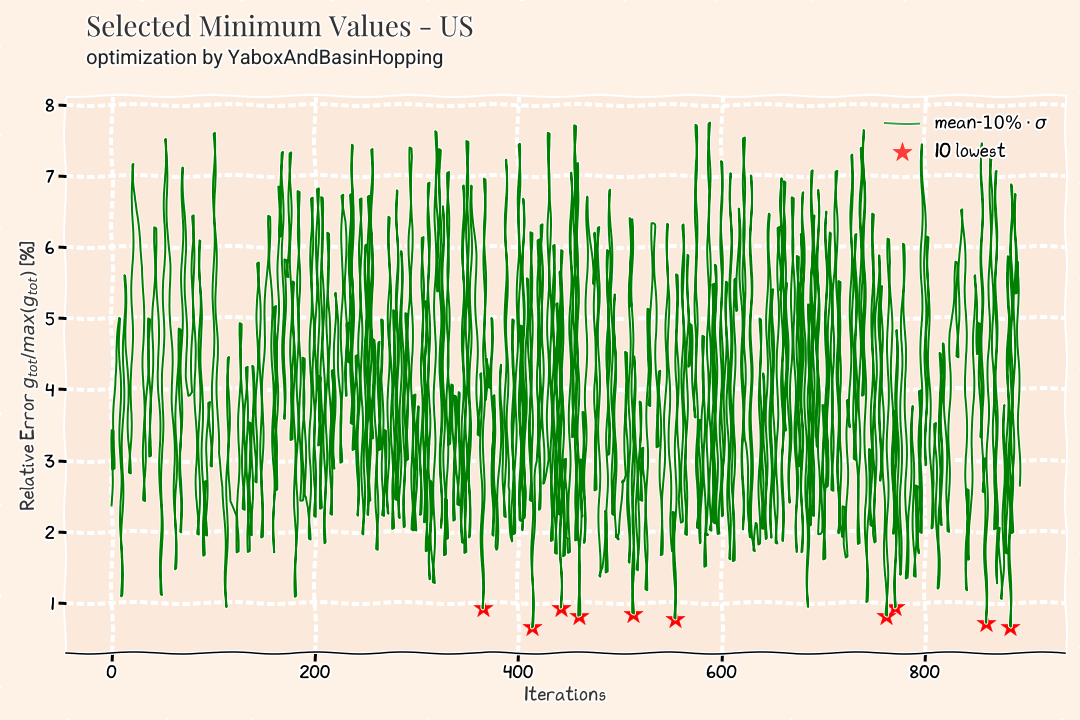 Selected Minimum Values - US
optimization by YaboxAndBasinHopping
mean-10% · σ
10 lowest
Relative Error g_tot/max(g_tot) [%]
8
7
6
5
4
3
2
1
0 200 400 600 800
Iterations